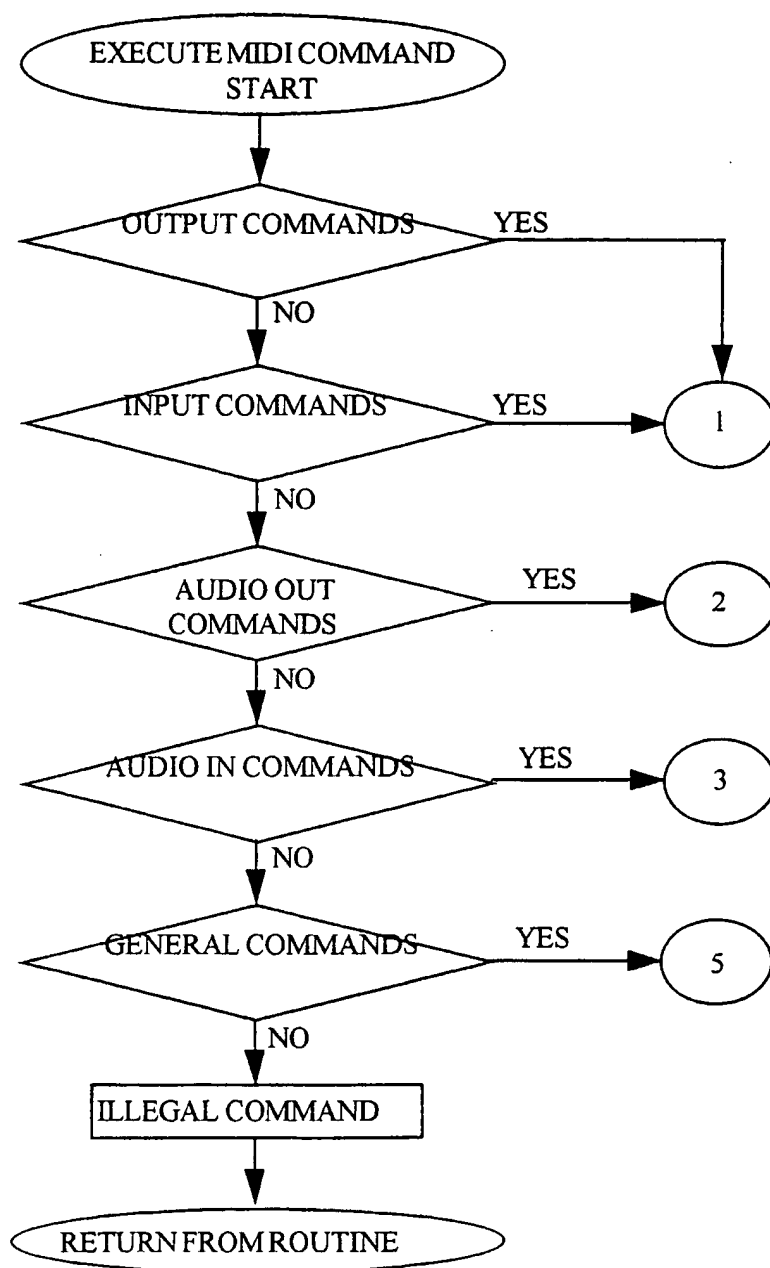 EXECUTE MIDI COMMAND
START
OUTPUT COMMANDS
YES
NO
INPUT COMMANDS
YES
1
NO
AUDIO OUT
COMMANDS
YES
2
NO
AUDIO IN COMMANDS
YES
3
NO
GENERAL COMMANDS
YES
5
NO
ILLEGAL COMMAND
RETURN FROM ROUTINE